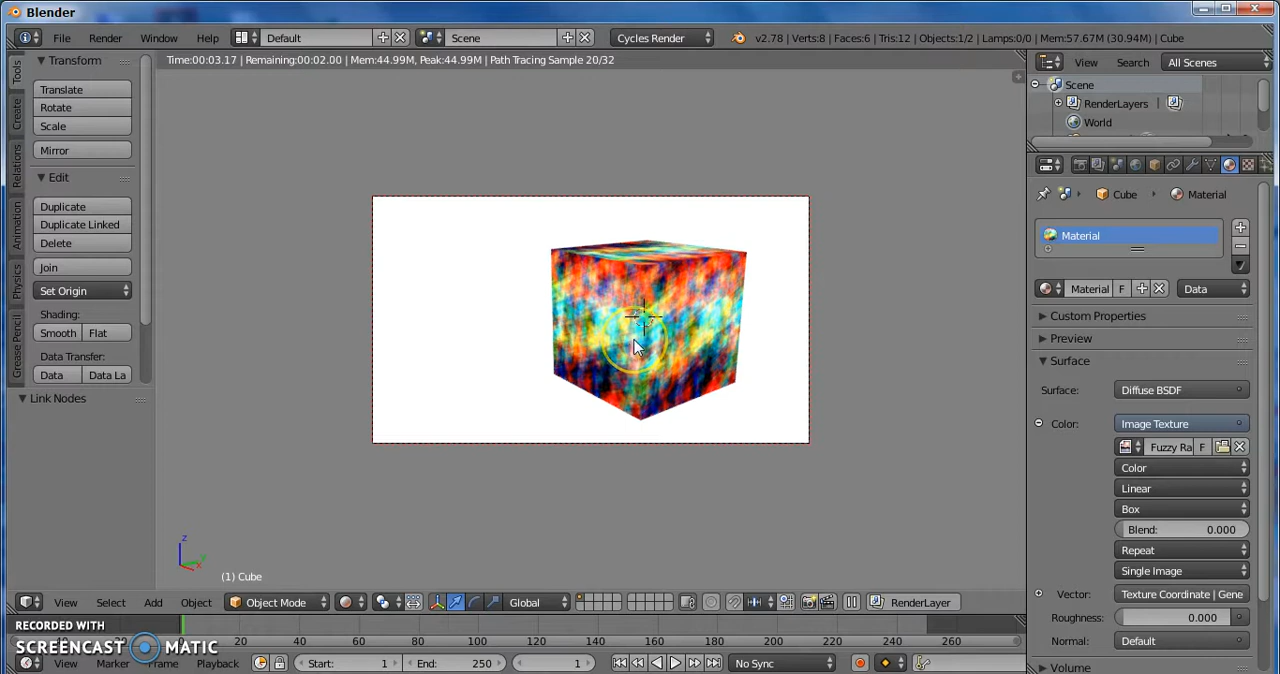 Blender
File Render Window Help Default Scene Cycles Render v2.78 | Verts:8 | Faces:6 | Tris:12 | Objects:1/2 | Lamps:0/0 | Mem:57.67M (30.94M) | Cube
Time:00:03.17 | Remaining:00:02.00 | Mem:44.99M, Peak:44.99M | Path Tracing Sample 20/32
Tools
Create
Relations
Animation
Physics
Grease Pencil
Transform
Translate
Rotate
Scale
Mirror
Edit
Duplicate
Duplicate Linked
Delete
Join
Set Origin
Shading:
Smooth Flat
Data Transfer:
Data Data La
Link Nodes
z
y
x
(1) Cube
View Select Add Object Object Mode Global RenderLayer
View Search All Scenes
Scene
RenderLayers
World
Cube Material
Material
Material F Data
Custom Properties
Preview
Surface
Surface: Diffuse BSDF
Color: Image Texture
Fuzzy Ra F
Color
Linear
Box
Blend: 0.000
Repeat
Single Image
Vector: Texture Coordinate | Gene
Roughness: 0.000
Normal: Default
Volume
RECORDED WITH
SCREENCAST MATIC
20 40 60 80 100 120 140 160 180 200 220 240 260
View Marker Frame Playback Start: 1 End: 250 1 No Sync